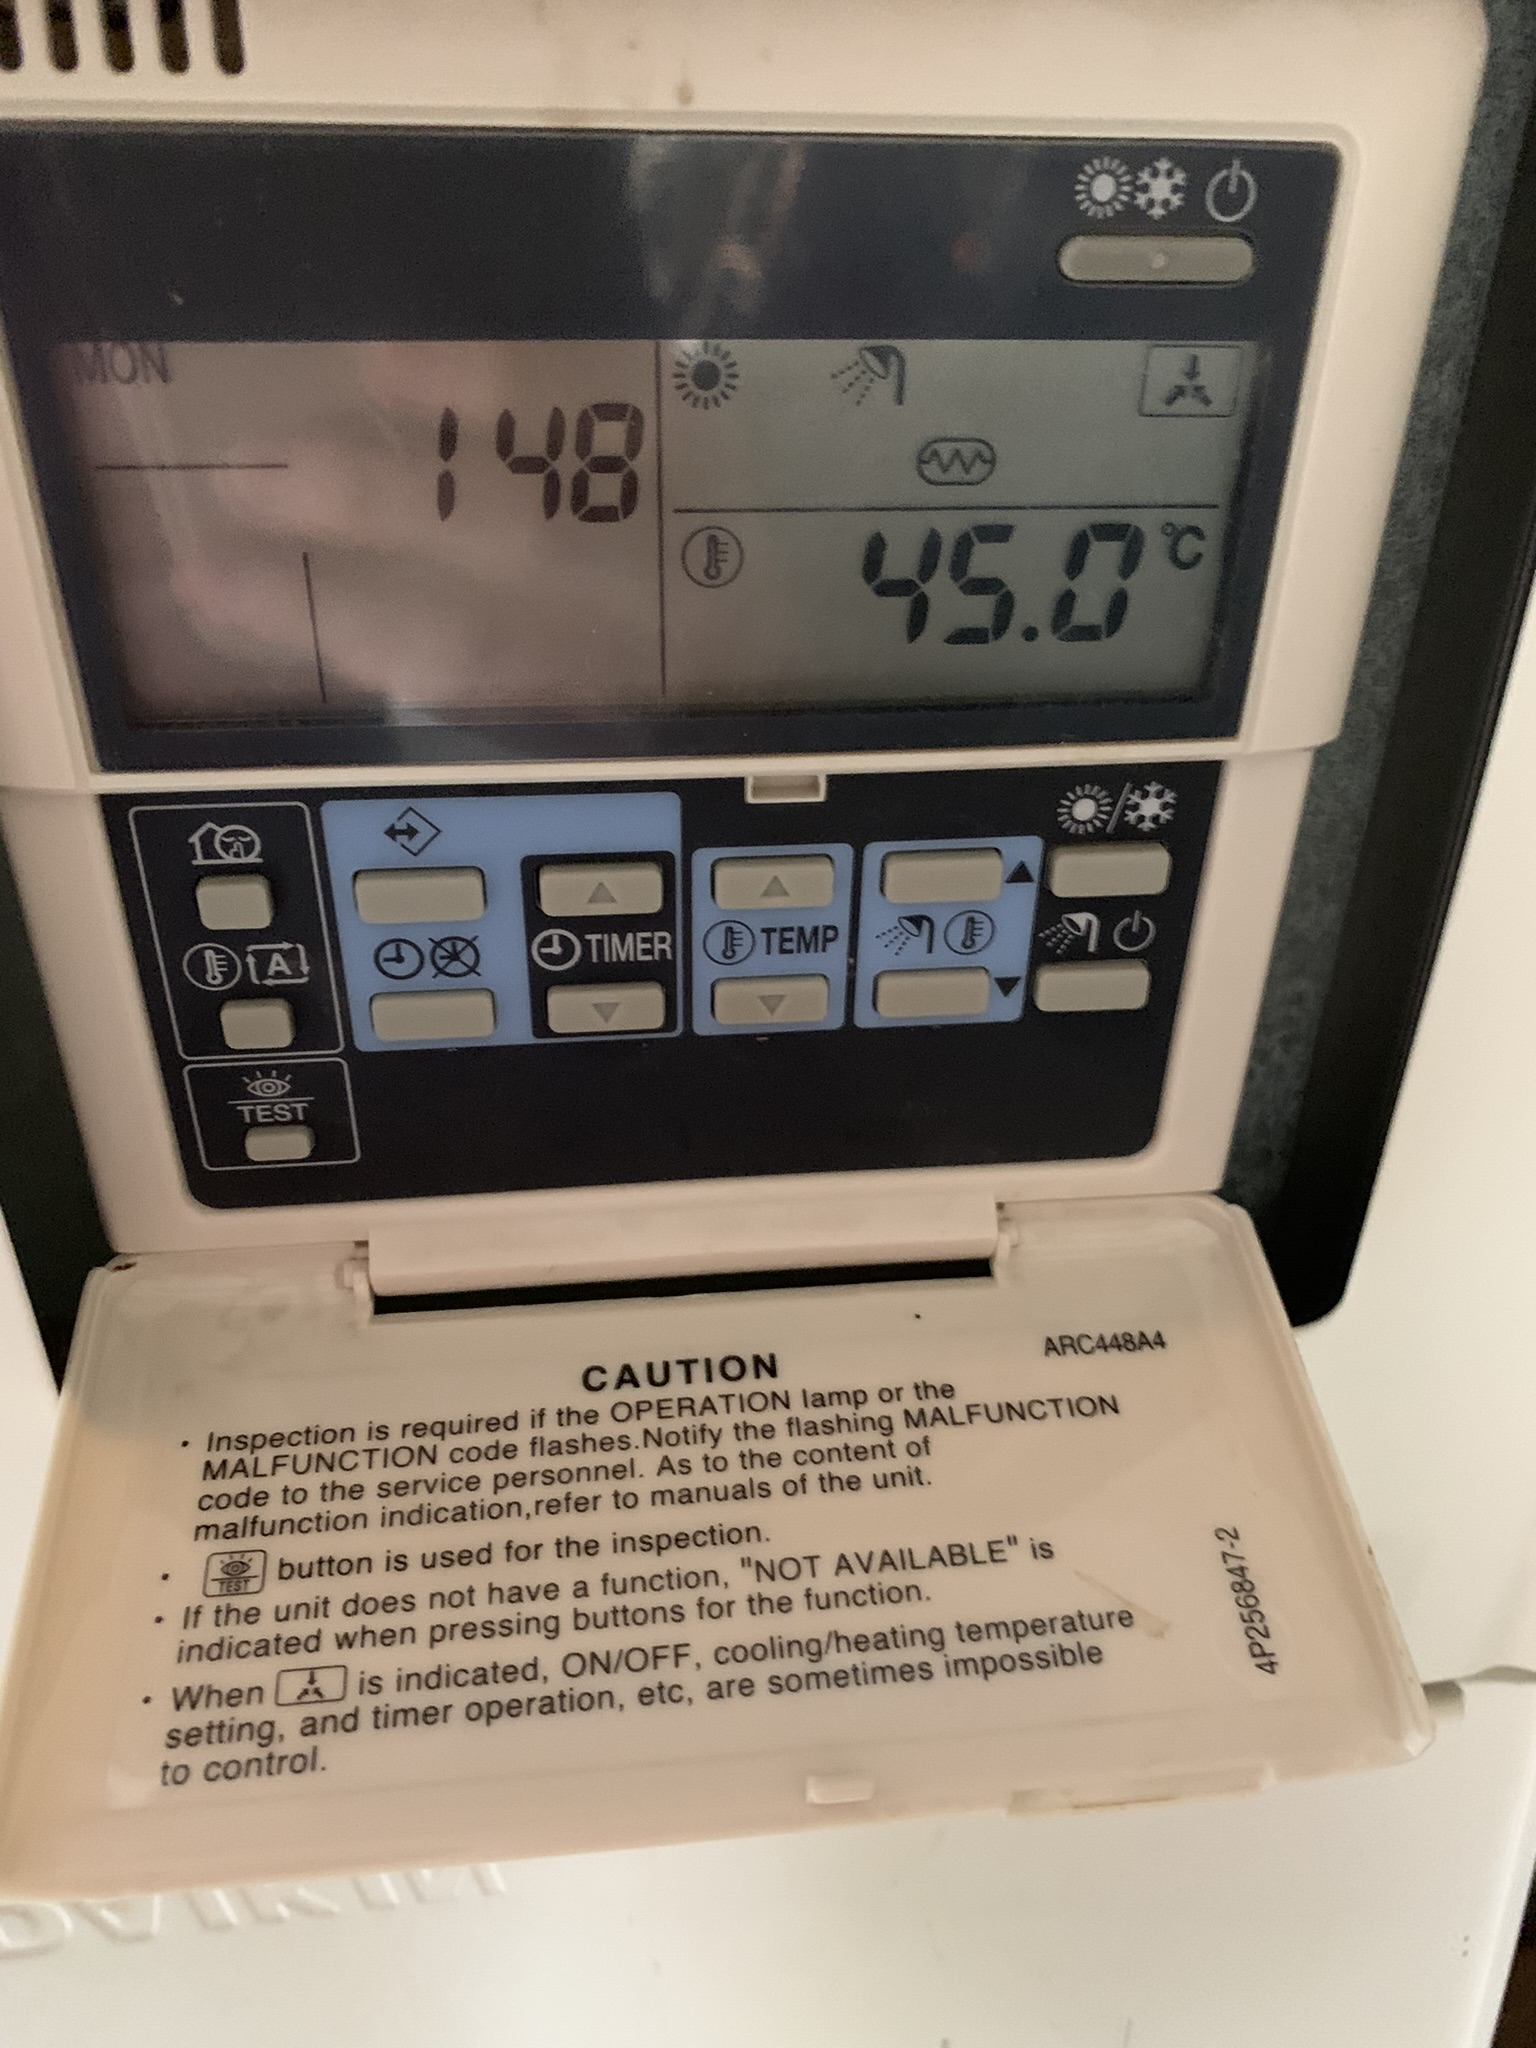 MON
148
45.0 °C
TIMER
TEMP
A
TEST
ARC448A4
CAUTION
· Inspection is required if the OPERATION lamp or the
MALFUNCTION code flashes.Notify the flashing MALFUNCTION
code to the service personnel. As to the content of
malfunction indication,refer to manuals of the unit.
· TEST button is used for the inspection.
· If the unit does not have a function, "NOT AVAILABLE" is
indicated when pressing buttons for the function.
· When is indicated, ON/OFF, cooling/heating temperature
setting, and timer operation, etc, are sometimes impossible
to control.
4P256847-2
DAIKIN